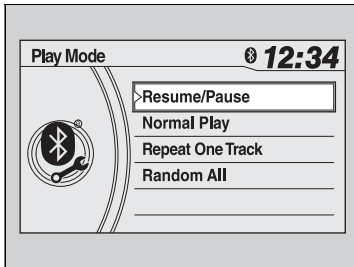 Play Mode
12:34
Resume/Pause
Normal Play
Repeat One Track
Random All